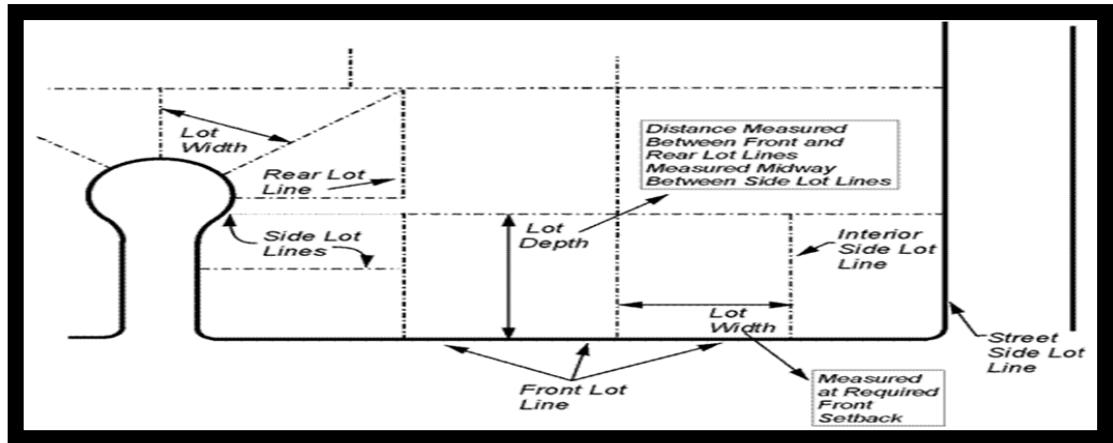 Lot
Width
Rear Lot
Line
Side Lot
Lines
Distance Measured
Between Front and
Rear Lot Lines
Measured Midway
Between Side Lot Lines
Lot
Depth
Interior
Side Lot
Line
Lot
Width
Front Lot
Line
Measured
at Required
Front
Setback
Street
Side Lot
Line